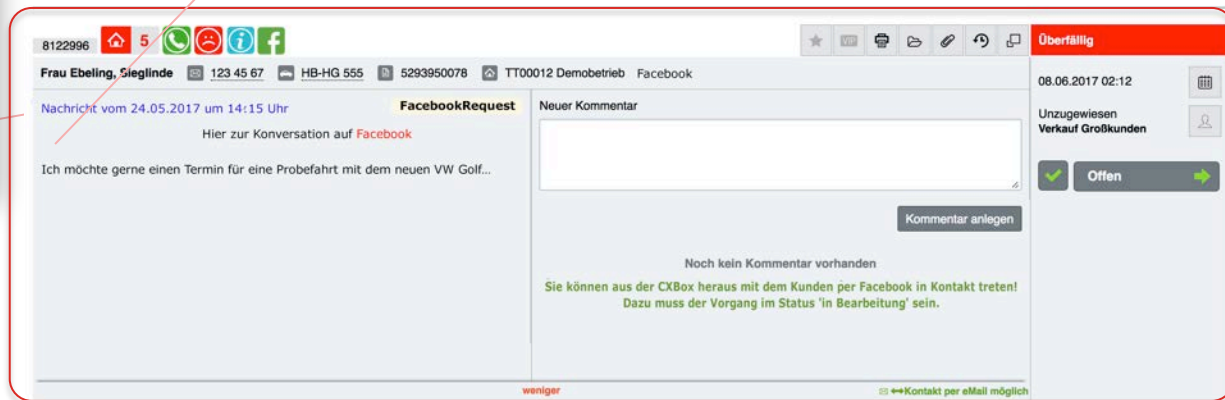 8122996 5
Überfällig
Frau Ebeling, Sieglinde 123 45 67 HB-HG 555 5293950078 TT00012 Demobetrieb Facebook
08.06.2017 02:12
Nachricht vom 24.05.2017 um 14:15 Uhr FacebookRequest
Hier zur Konversation auf Facebook
Ich möchte gerne einen Termin für eine Probefahrt mit dem neuen VW Golf...
Neuer Kommentar
Kommentar anlegen
Noch kein Kommentar vorhanden
Sie können aus der CXBox heraus mit dem Kunden per Facebook in Kontakt treten!
Dazu muss der Vorgang im Status 'in Bearbeitung' sein.
Unzugewiesen
Verkauf Großkunden
Offen
weniger
Kontakt per eMail möglich